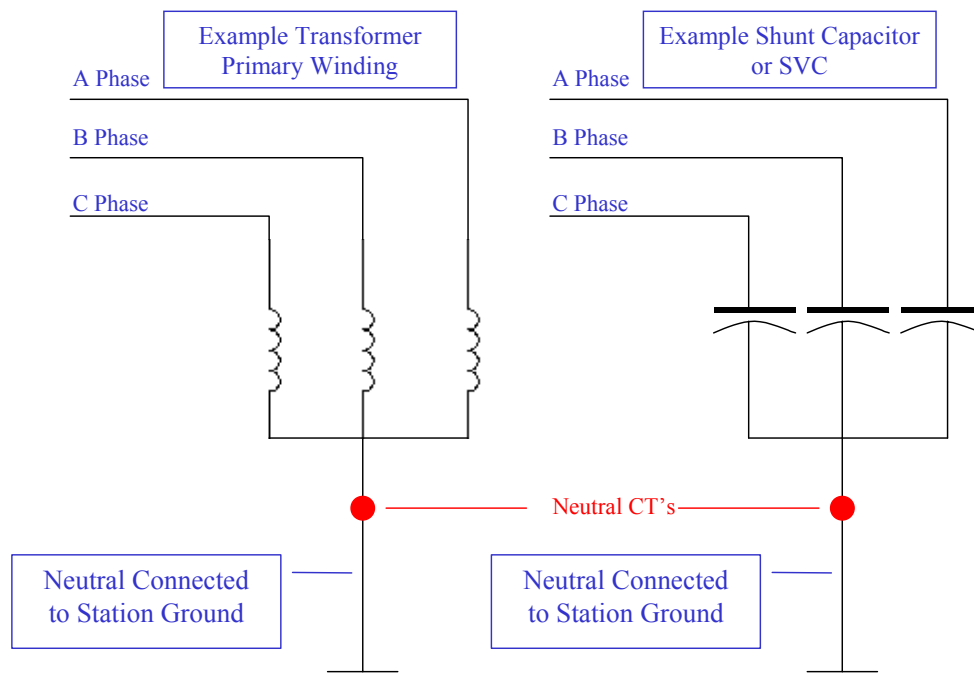 Example Transformer
Primary Winding
A Phase
B Phase
C Phase
Example Shunt Capacitor
or SVC
A Phase
B Phase
C Phase
Neutral CT’s
Neutral Connected
to Station Ground
Neutral Connected
to Station Ground